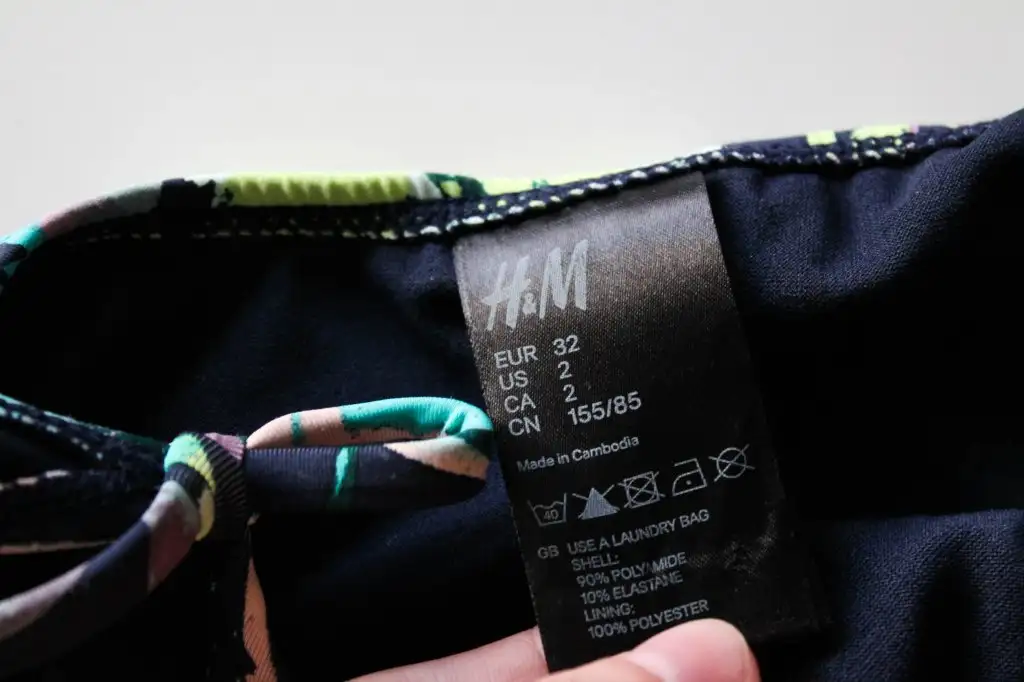 H&M
EUR 32
US 2
CA 2
CN 155/85
Made in Cambodia
40
GB USE A LAUNDRY BAG
SHELL:
90% POLYAMIDE
10% ELASTANE
LINING:
100% POLYESTER